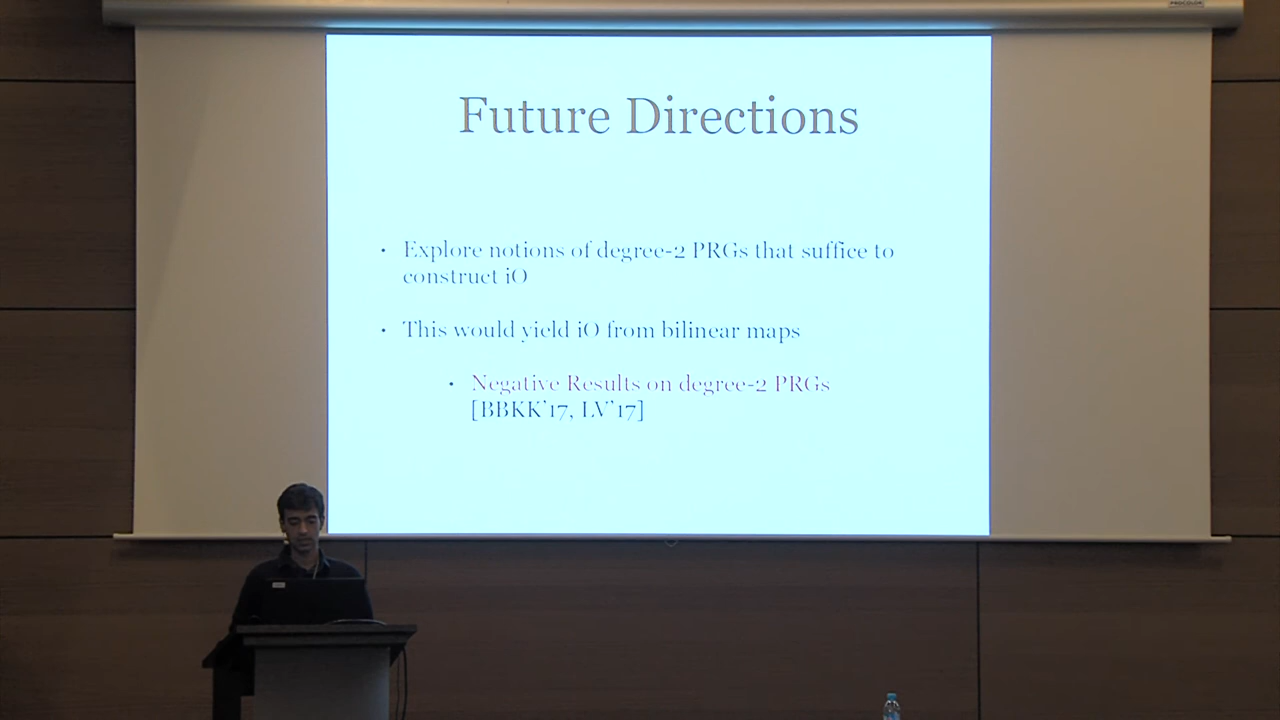 PROCOLOR
Future Directions
• Explore notions of degree-2 PRGs that suffice to
construct iO
• This would yield iO from bilinear maps
• Negative Results on degree-2 PRGs
[BBKK'17, LV'17]